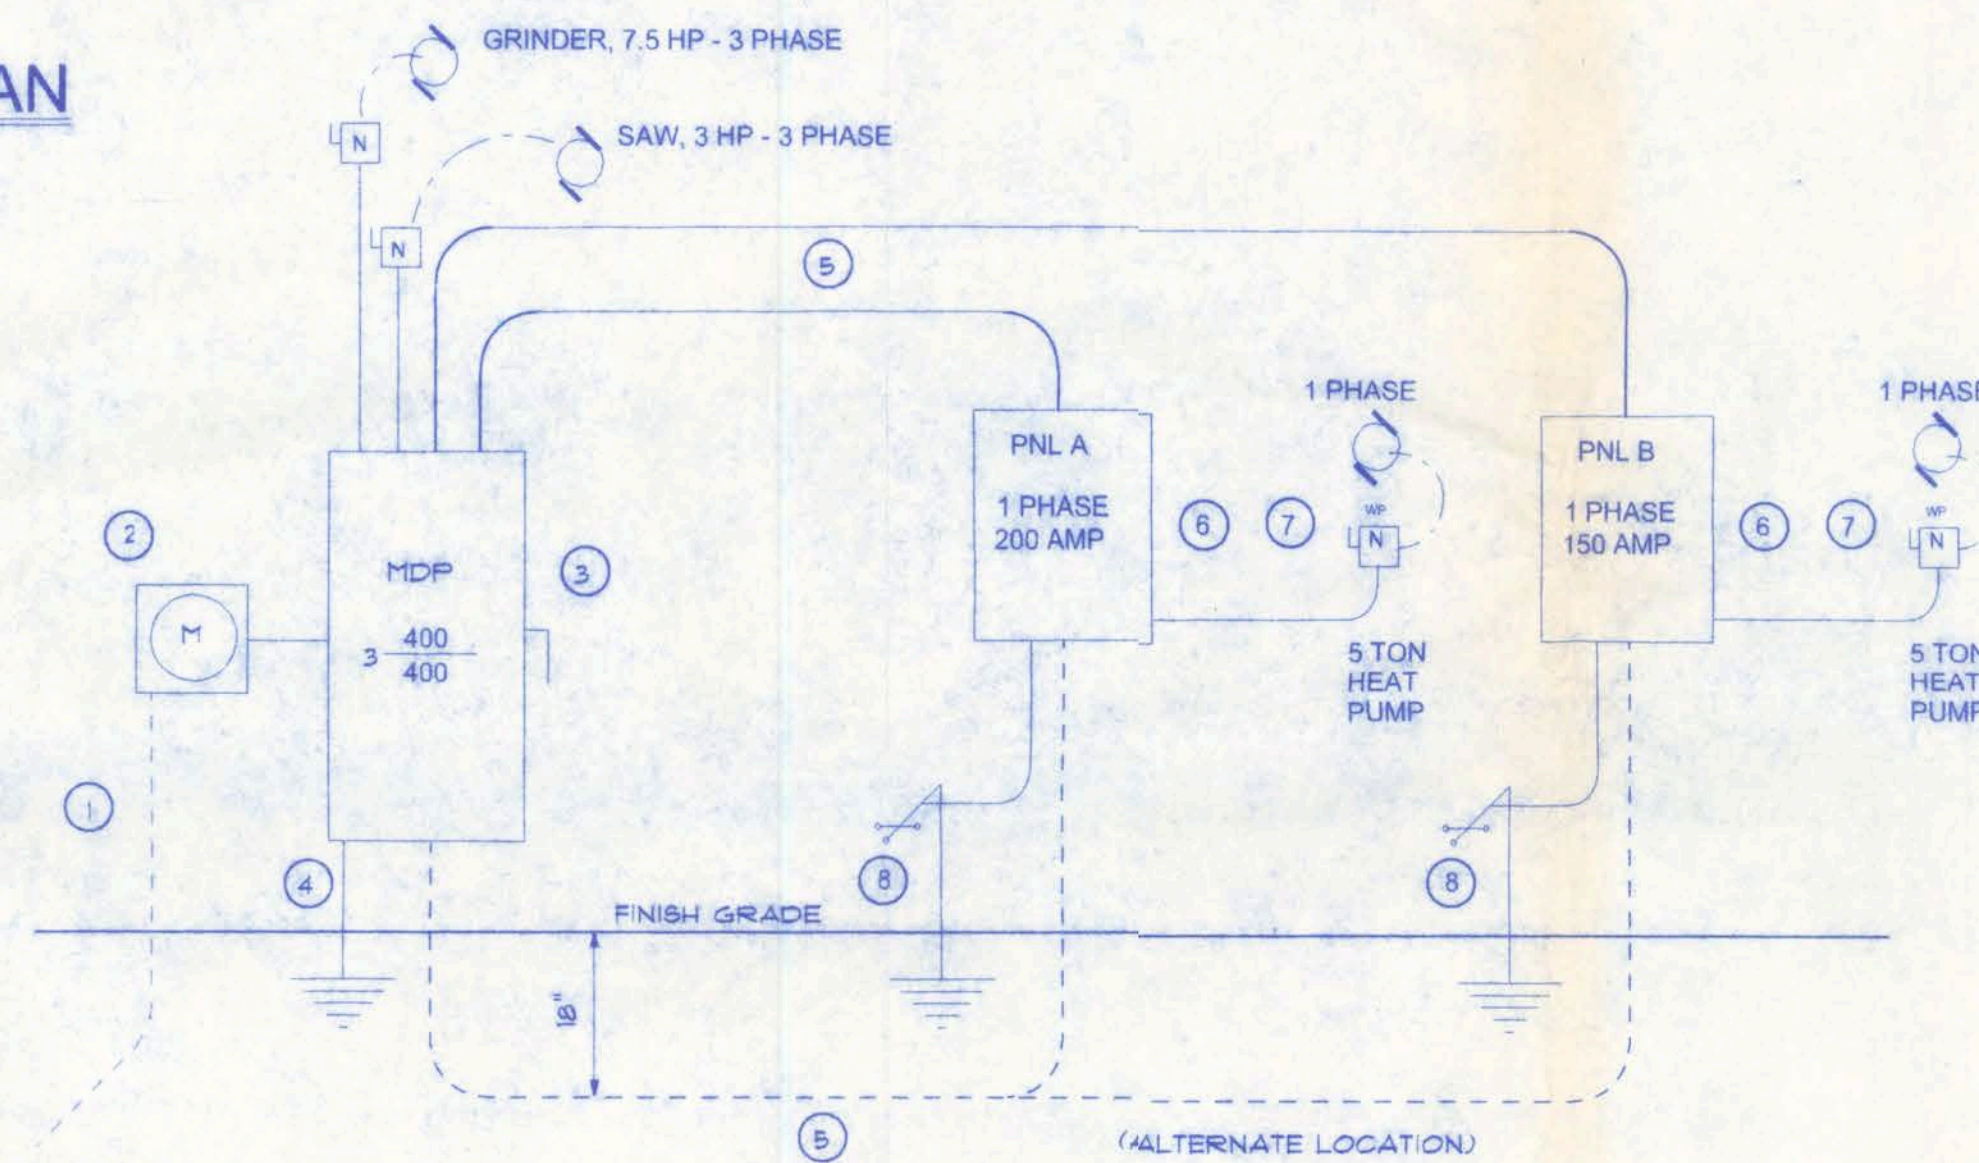 AN
GRINDER, 7.5 HP - 3 PHASE
N
SAW, 3 HP - 3 PHASE
N
5
1 PHASE
1 PHASE
PNL A
1 PHASE
200 AMP
PNL B
1 PHASE
150 AMP
2
MDP
3
6
7
WP
N
6
7
WP
N
M
3 400
400
5 TON
HEAT
PUMP
5 TON
HEAT
PUMP
1
4
8
8
FINISH GRADE
18"
5
(ALTERNATE LOCATION)